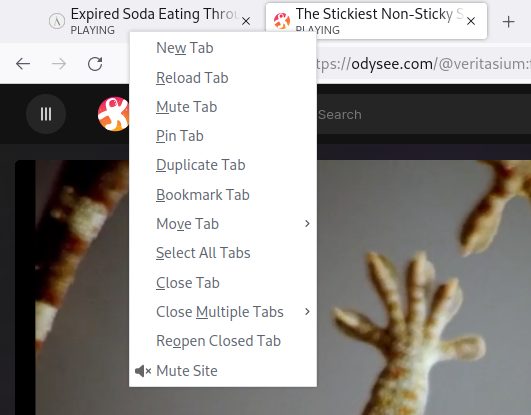 Expired Soda Eating Throu
PLAYING
The Stickiest Non-Sticky S
PLAYING
New Tab
Reload Tab
Mute Tab
Pin Tab
Duplicate Tab
Bookmark Tab
Move Tab
Select All Tabs
Close Tab
Close Multiple Tabs
Reopen Closed Tab
Mute Site
tps://odysee.com/@veritasium:f
Search